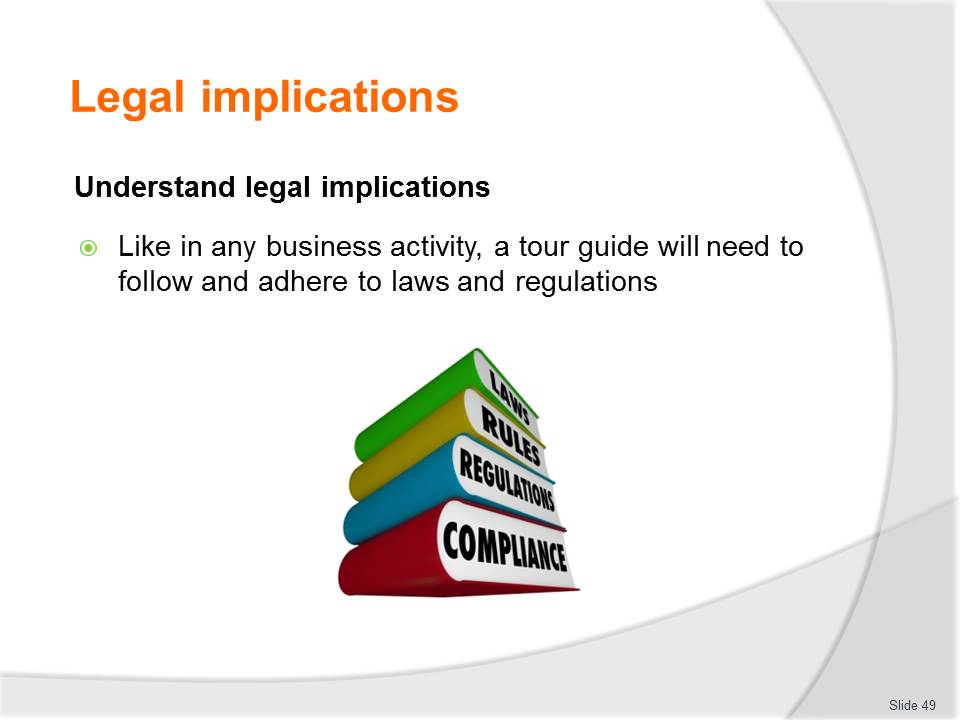 Legal implications
Understand legal implications
Like in any business activity, a tour guide will need to
follow and adhere to laws and regulations
LAWS
RULES
REGULATIONS
COMPLIANCE
Slide 49